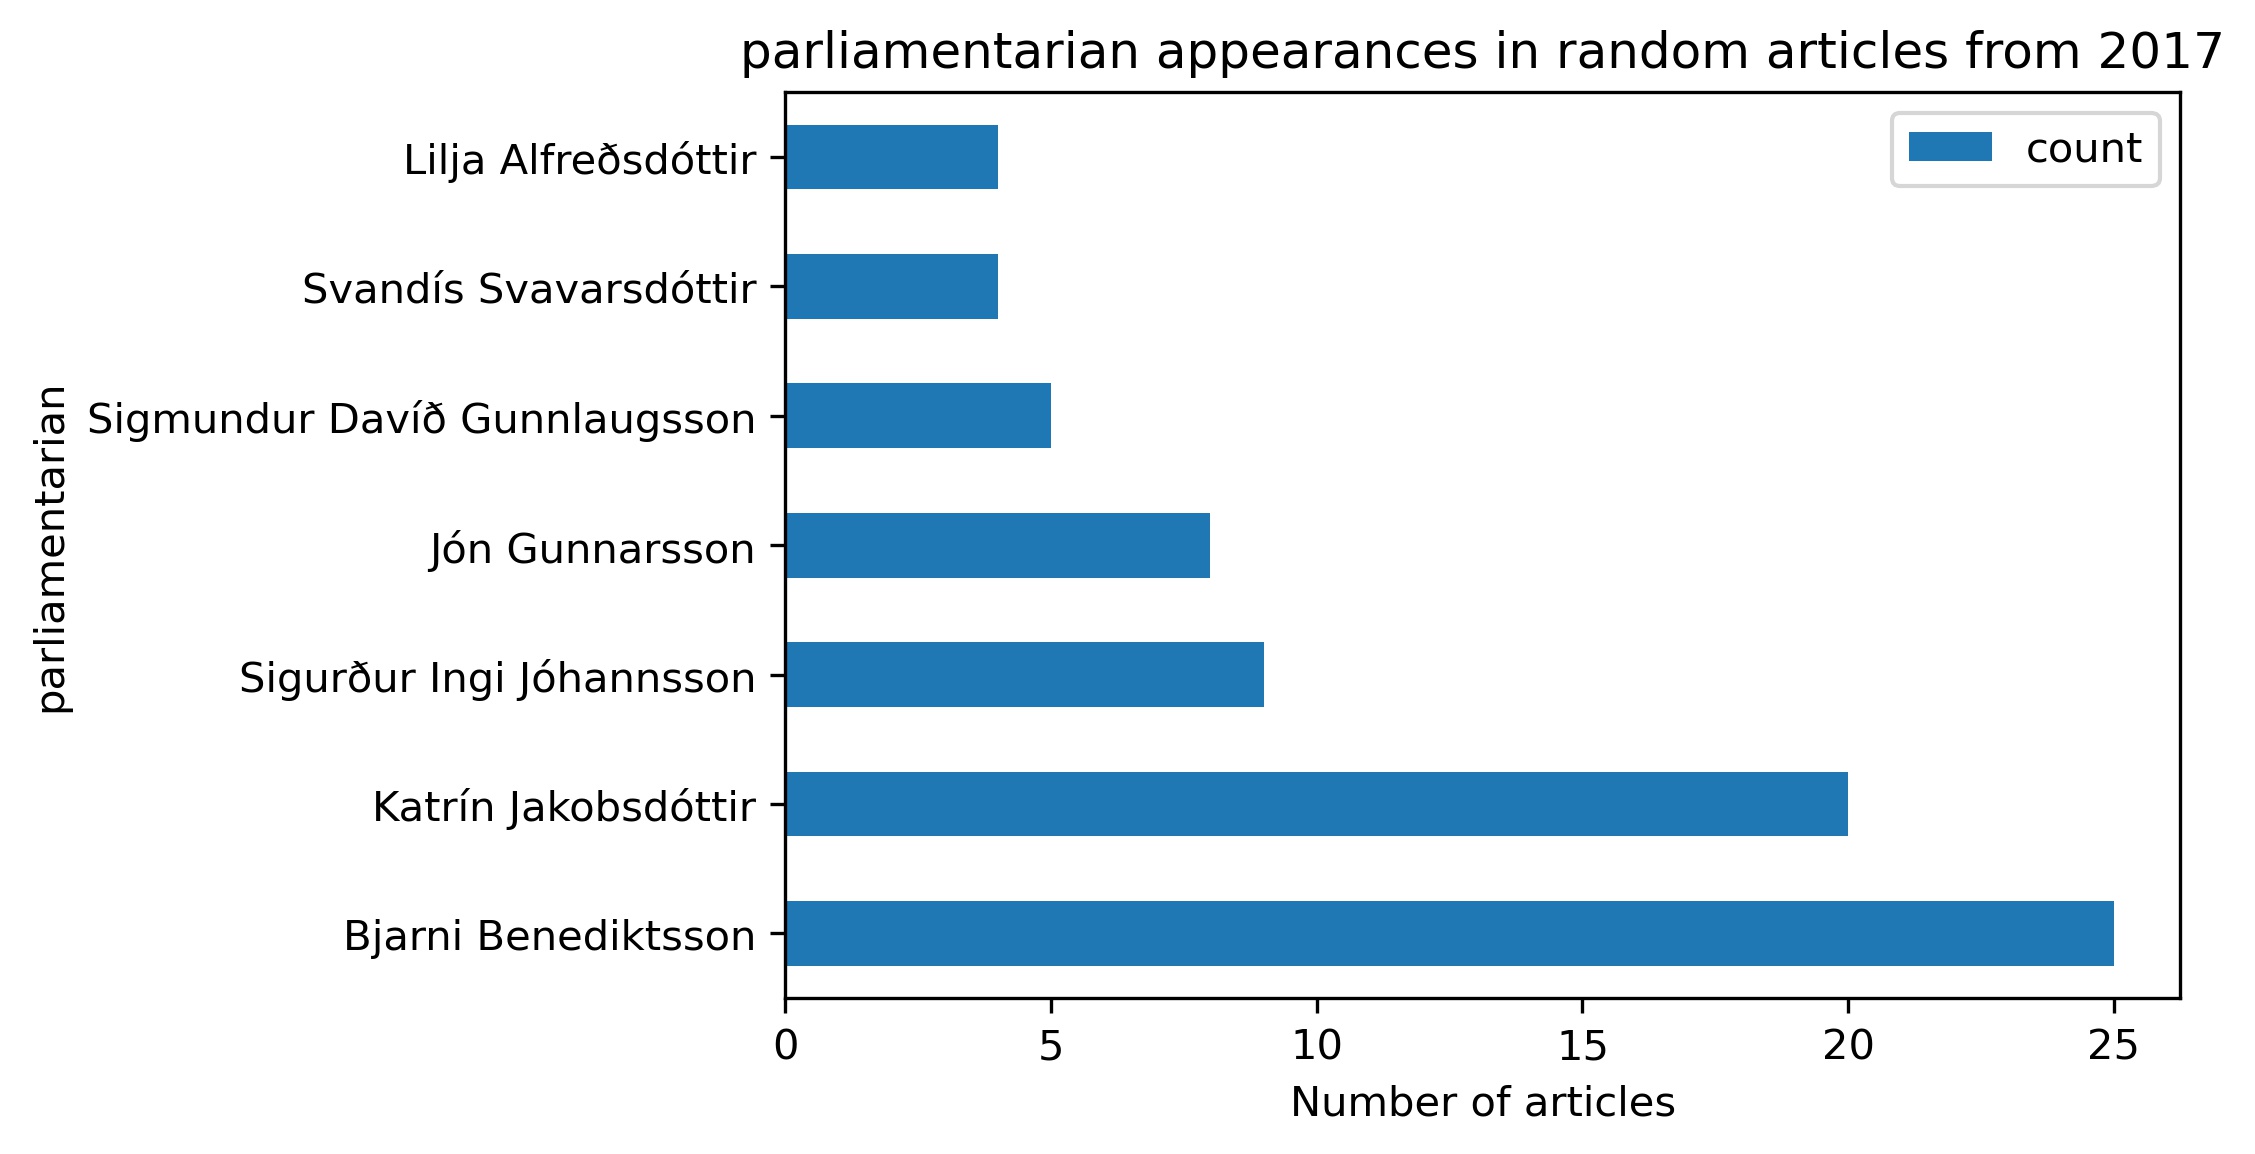 parliamentarian appearances in random articles from 2017
count
Lilja Alfreðsdóttir
Svandís Svavarsdóttir
Sigmundur Davíð Gunnlaugsson
Jón Gunnarsson
Sigurður Ingi Jóhannsson
Katrín Jakobsdóttir
Bjarni Benediktsson
parliamentarian
0 5 10 15 20 25
Number of articles